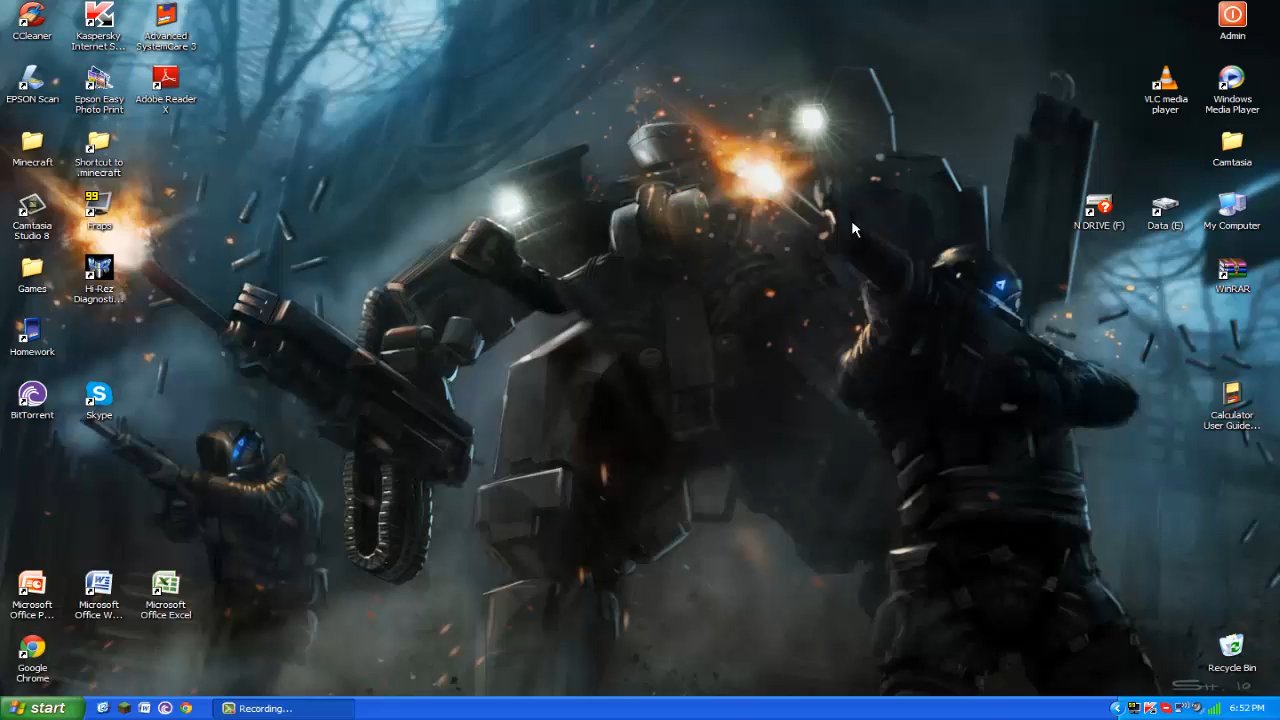 CCleaner
Kaspersky
Internet S...
Advanced
SystemCare 3
EPSON Scan
Epson Easy
Photo Print
Adobe Reader
X
Minecraft
Shortcut to
.minecraft
Camtasia
Studio 8
99
Fraps
Games
Hi-Rez
Diagnosti...
Homework
BitTorrent
Skype
Microsoft
Office P...
Microsoft
Office W...
Microsoft
Office Excel
Google
Chrome
Admin
VLC media
player
Windows
Media Player
Camtasia
N DRIVE (F)
Data (E)
My Computer
WinRAR
Calculator
User Guide...
Recycle Bin
start
Recording...
6:52 PM